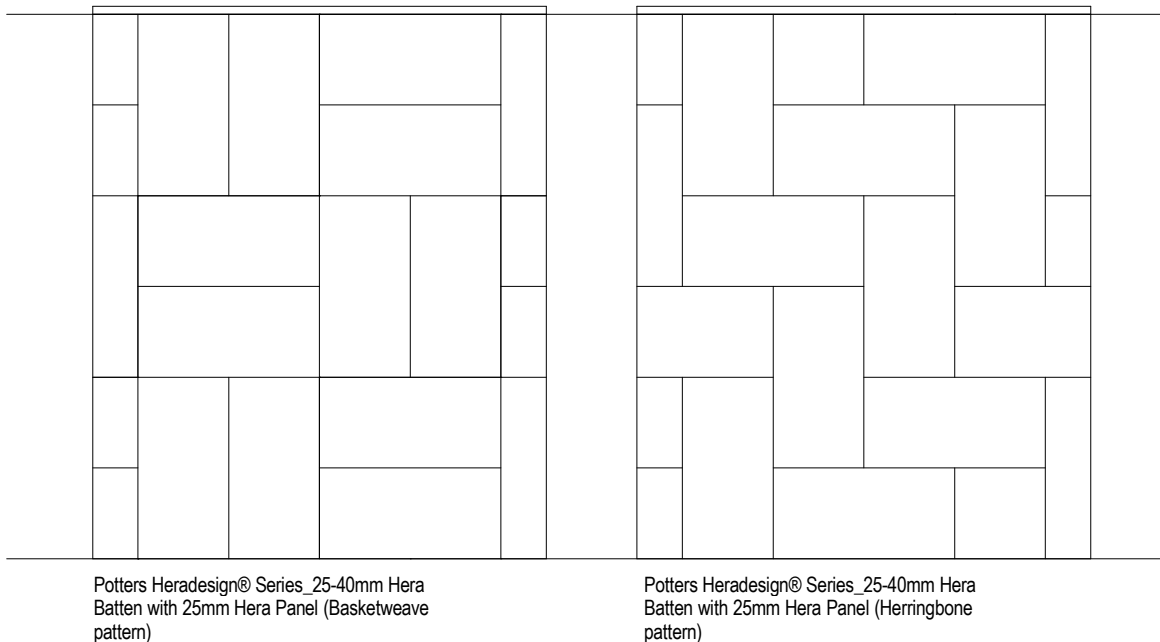 Potters Heradesign® Series_25-40mm Hera
Batten with 25mm Hera Panel (Basketweave
pattern)
Potters Heradesign® Series_25-40mm Hera
Batten with 25mm Hera Panel (Herringbone
pattern)